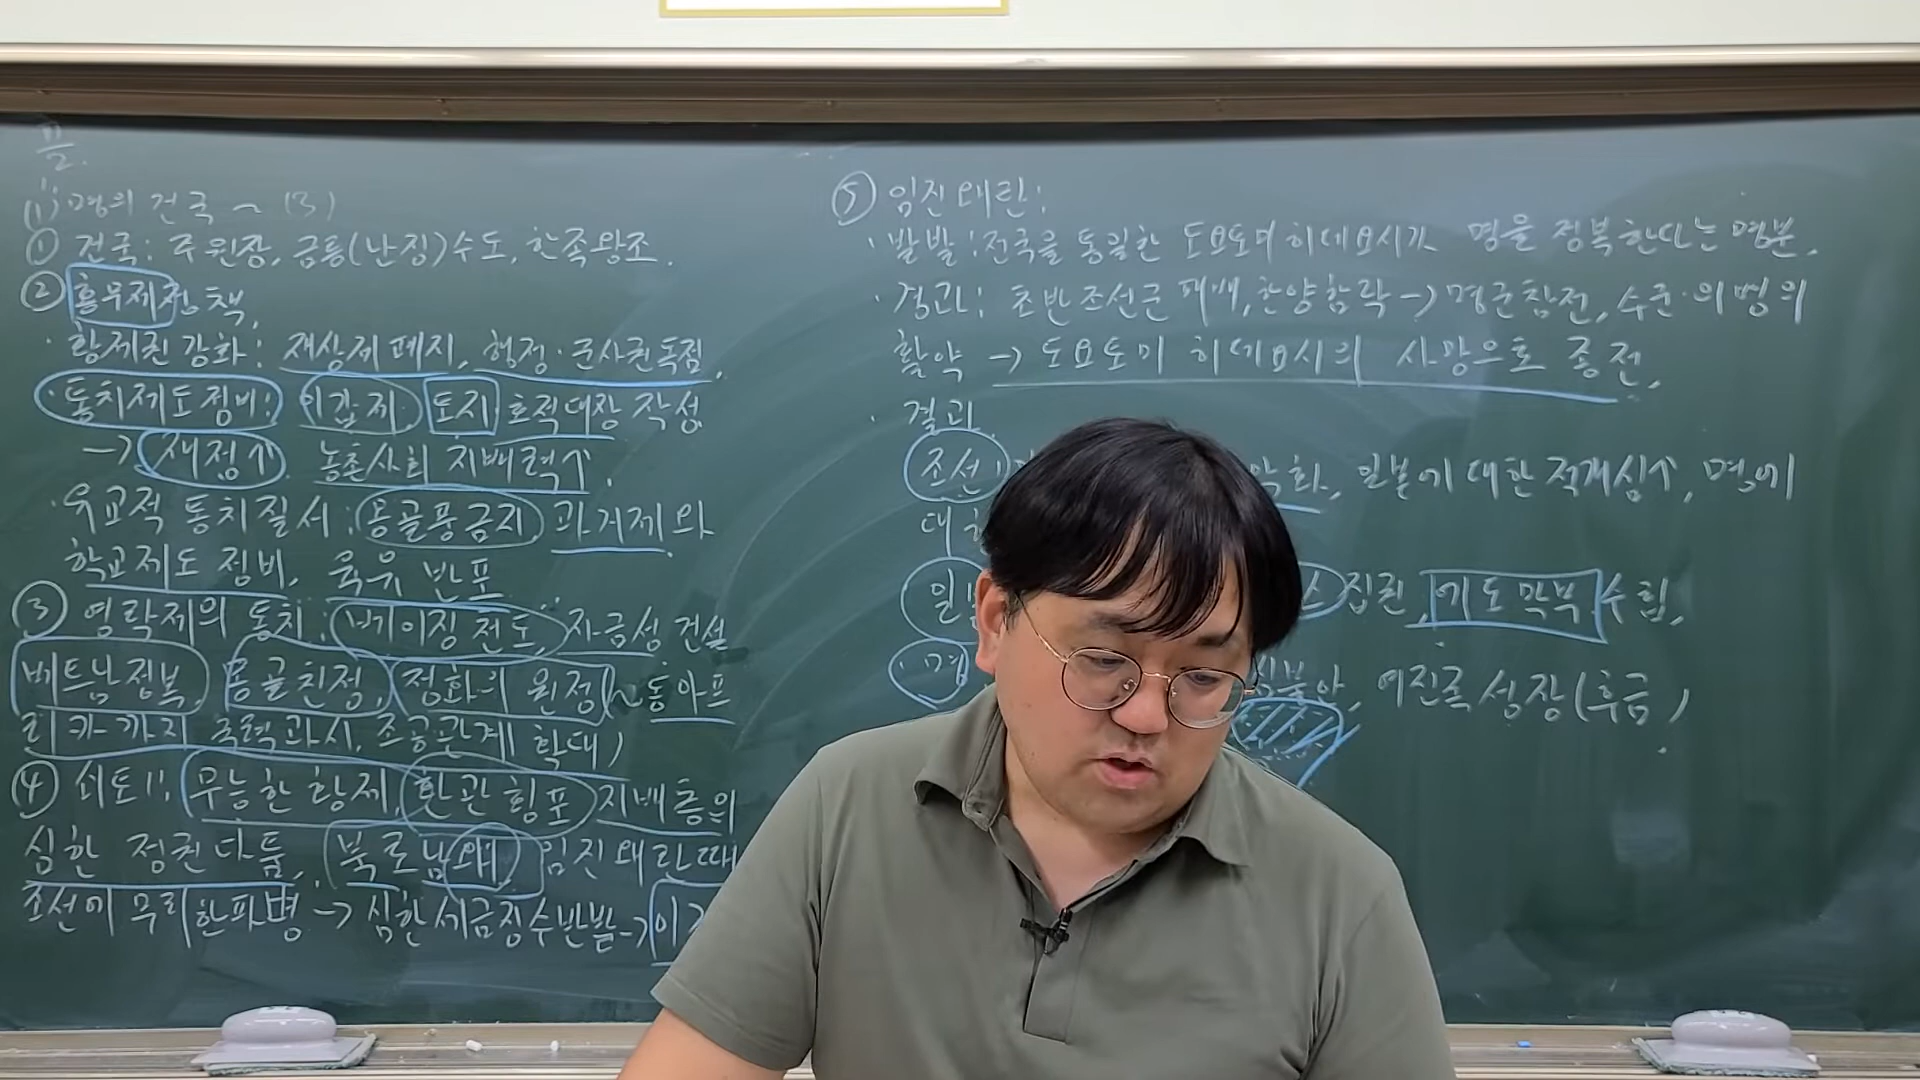 II
2.
(1) 명의 건국 ~ (3)
① 건국: 주원장, 금릉(난징)수도, 한족왕조.
② 홍무제정책.
· 황제권 강화: 재상제 폐지, 행정·군사권독점.
· 통치제도정비: 이갑제, 토지·호적대장 작성
→ 재정↑, 농촌사회 지배력↑.
· 유교적 통치질서: 몽골풍금지, 과거제와
학교제도 정비, 육유 반포
③ 영락제의 통치: 베이징 천도, 자금성 건설
베트남정복, 몽골친정, 정화의 원정(~동아프
리카까지 국력과시, 조공관계 확대)
④ 쇠퇴: 무능한 황제, 환관 횡포, 지배층의
심한 정권다툼, 북로남왜, 임진왜란때
조선에 무리한파병 → 심한세금징수반발→
⑤ 임진왜란:
· 발발: 전국을 통일한 도요토미히데요시가 명을 정복한다는 명분.
· 경과: 초반조선군 패배, 한양함락 → 명군참전, 수군·의병의
활약 → 도요토미 히데요시의 사망으로 종전.
· 결과
조선: 악화, 일본에 대한 적개심↑, 명에
대한
일 집권, 에도 막부 수립,
· 명 여진족성장(후금)